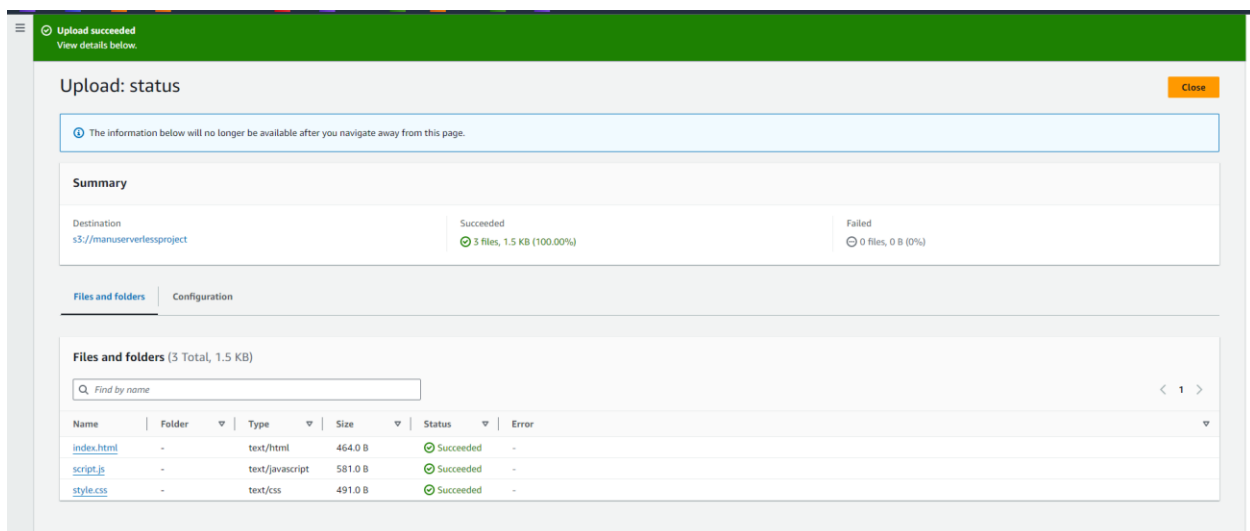 Upload succeeded
View details below.
Upload: status
Close
The information below will no longer be available after you navigate away from this page.
Summary
Destination
s3://manuserverlessproject
Succeeded
3 files, 1.5 KB (100.00%)
Failed
0 files, 0 B (0%)
Files and folders Configuration
Files and folders (3 Total, 1.5 KB)
Find by name
1
Name Folder Type Size Status Error
index.html - text/html 464.0 B Succeeded -
script.js - text/javascript 581.0 B Succeeded -
style.css - text/css 491.0 B Succeeded -